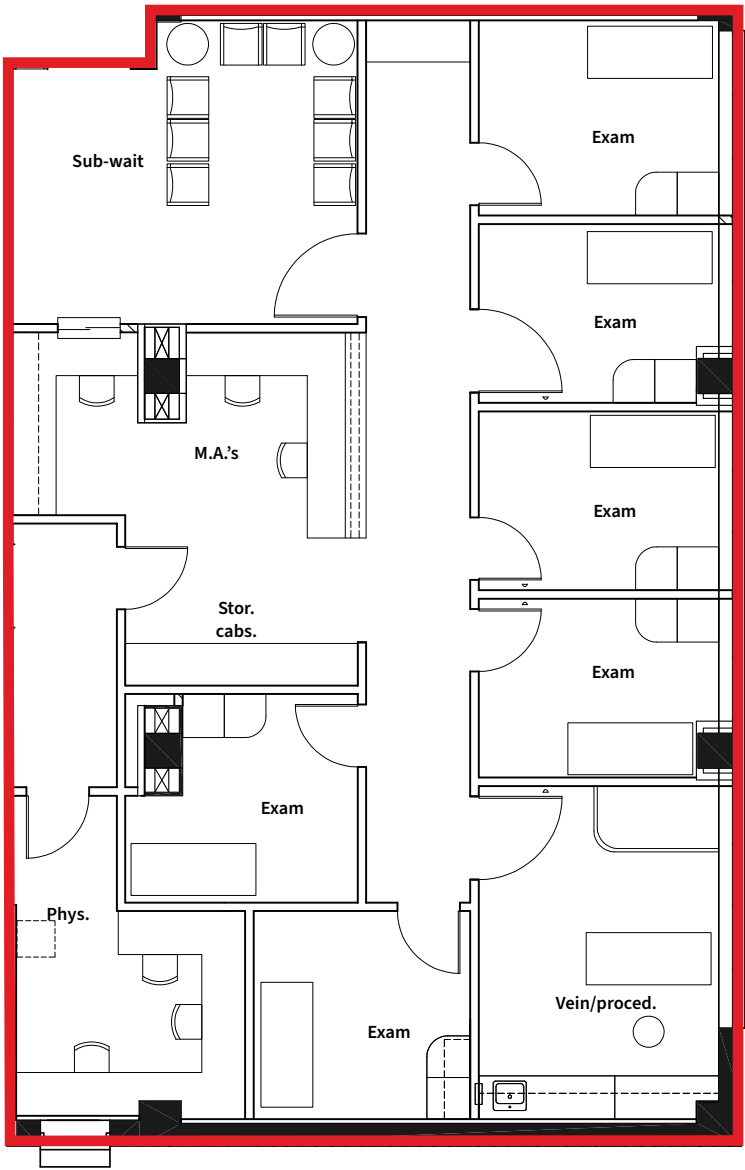 Exam
Sub-wait
Exam
M.A.’s
Exam
Stor.
cabs.
Exam
Exam
Phys.
Vein/proced.
Exam